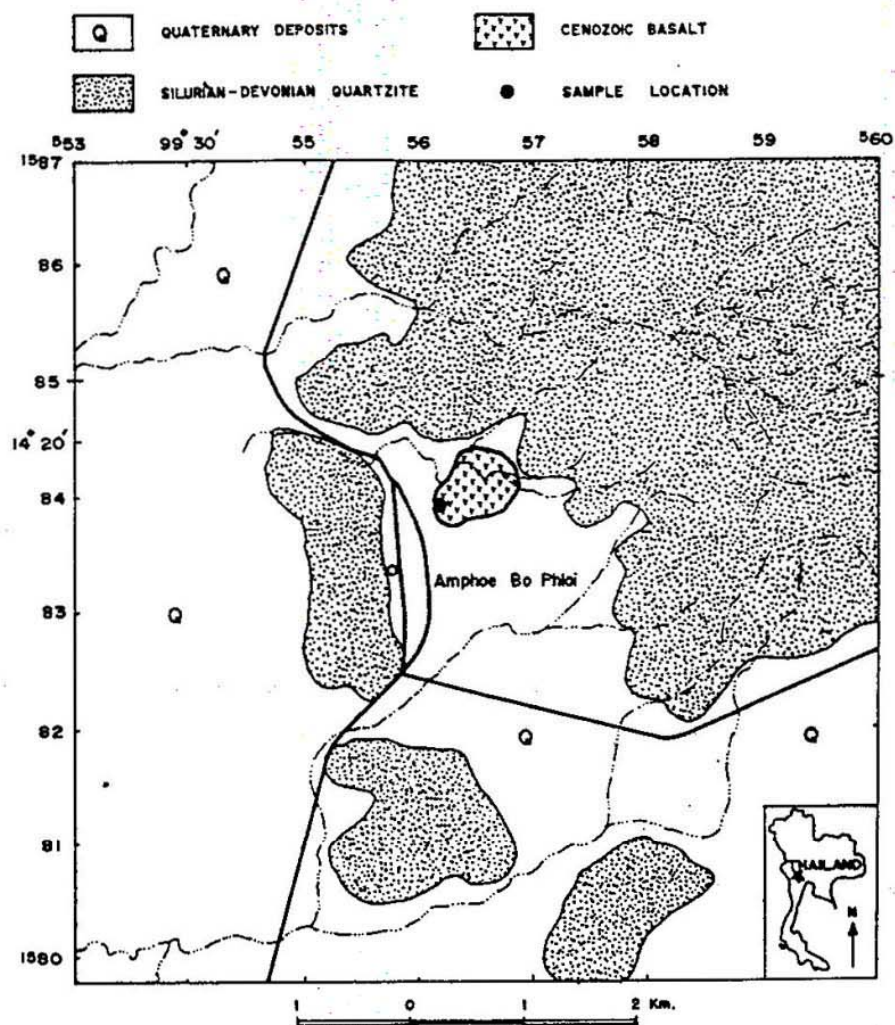 Q QUATERNARY DEPOSITS CENOZOIC BASALT
SILURIAN-DEVONIAN QUARTZITE SAMPLE LOCATION
553 99° 30' 55 56 57 58 59 560
1587
86
Q
85
14° 20'
84
Amphoe Bo Phloi
83
Q
82
Q Q
81
THAILAND
N
1580
1 0 1 2 Km.